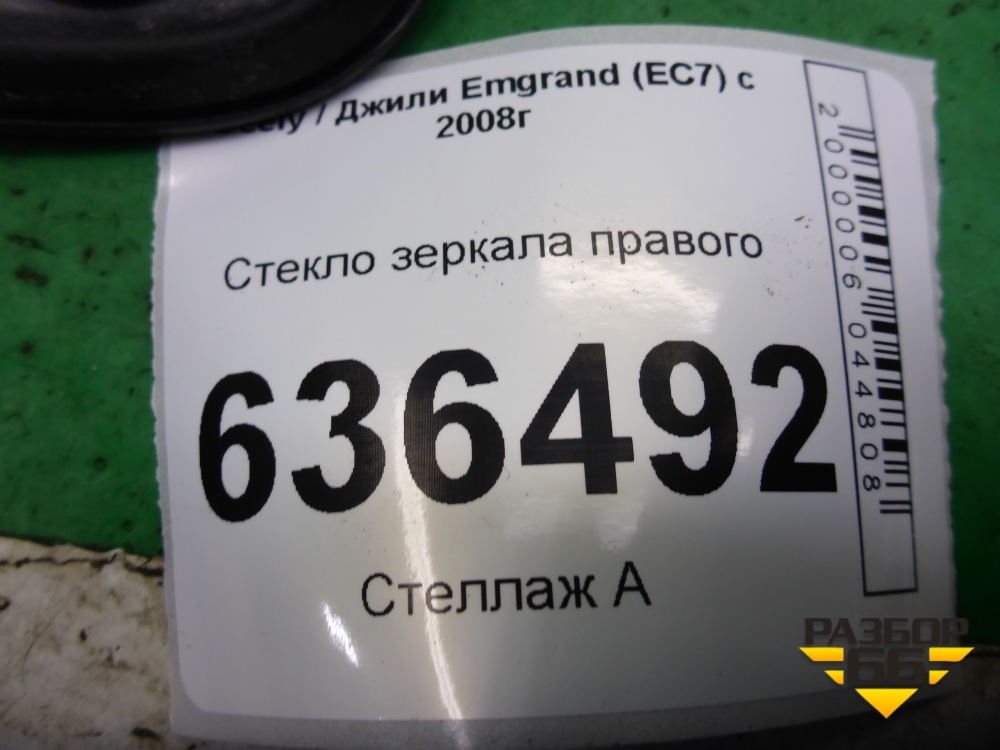 / Джили Emgrand (EC7) с
2008г
Стекло зеркала правого
636492
Стеллаж А
2000006044808
РАЗБОР
66